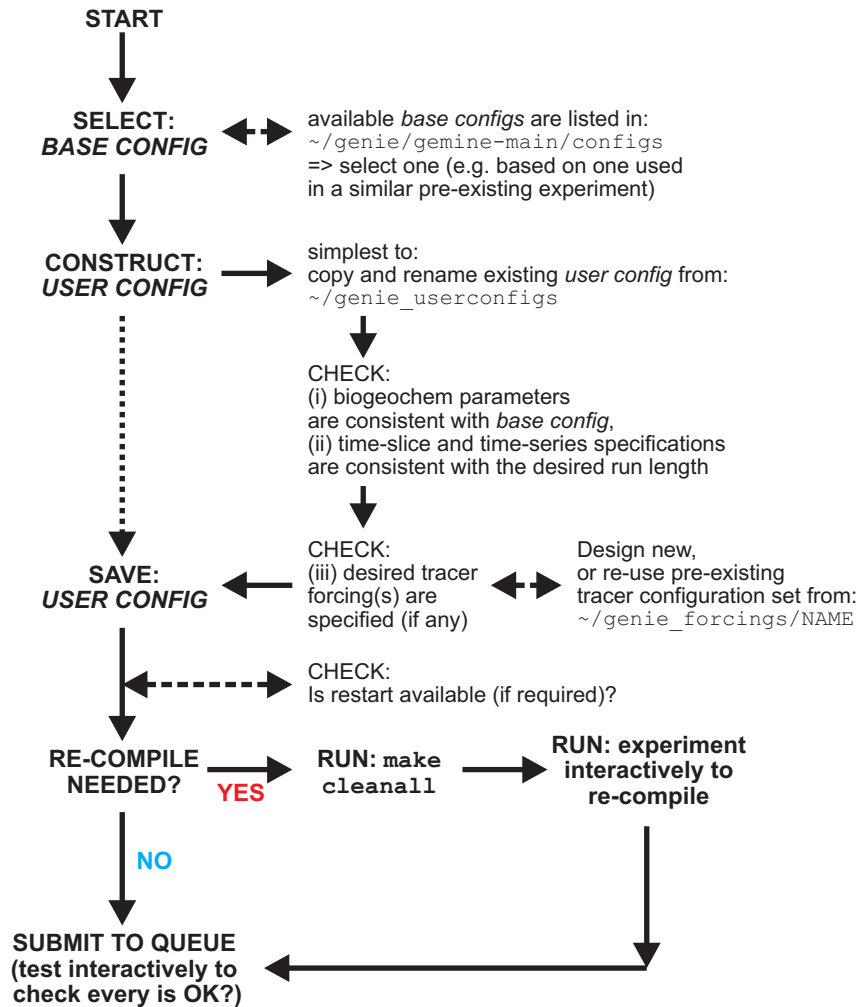 START
SELECT:
BASE CONFIG
available base configs are listed in:
~/genie/gemine-main/configs
=> select one (e.g. based on one used
in a similar pre-existing experiment)
CONSTRUCT:
USER CONFIG
simplest to:
copy and rename existing user config from:
~/genie_userconfigs
CHECK:
(i) biogeochem parameters
are consistent with base config,
(ii) time-slice and time-series specifications
are consistent with the desired run length
SAVE:
USER CONFIG
CHECK:
(iii) desired tracer
forcing(s) are
specified (if any)
Design new,
or re-use pre-existing
tracer configuration set from:
~/genie_forcings/NAME
CHECK:
Is restart available (if required)?
RE-COMPILE
NEEDED?
YES
RUN: make
cleanall
RUN: experiment
interactively to
re-compile
NO
SUBMIT TO QUEUE
(test interactively to
check every is OK?)